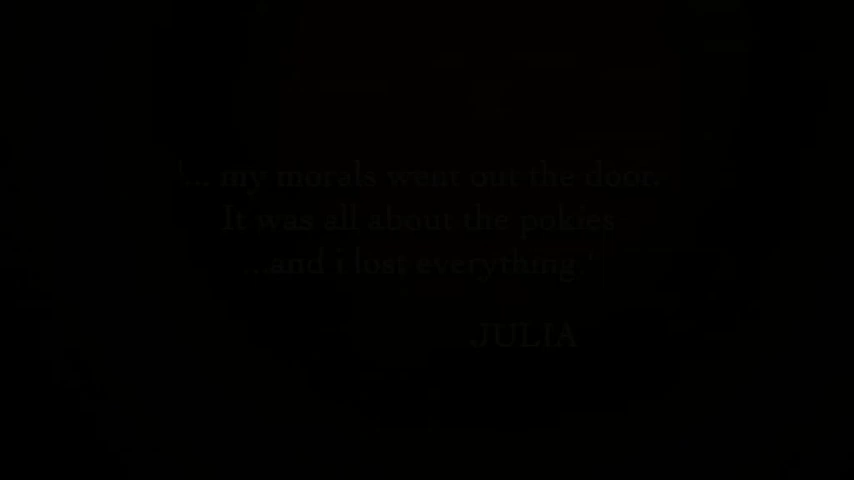 '... my morals went out the door.
It was all about the pokies
...and i lost everything.'
JULIA